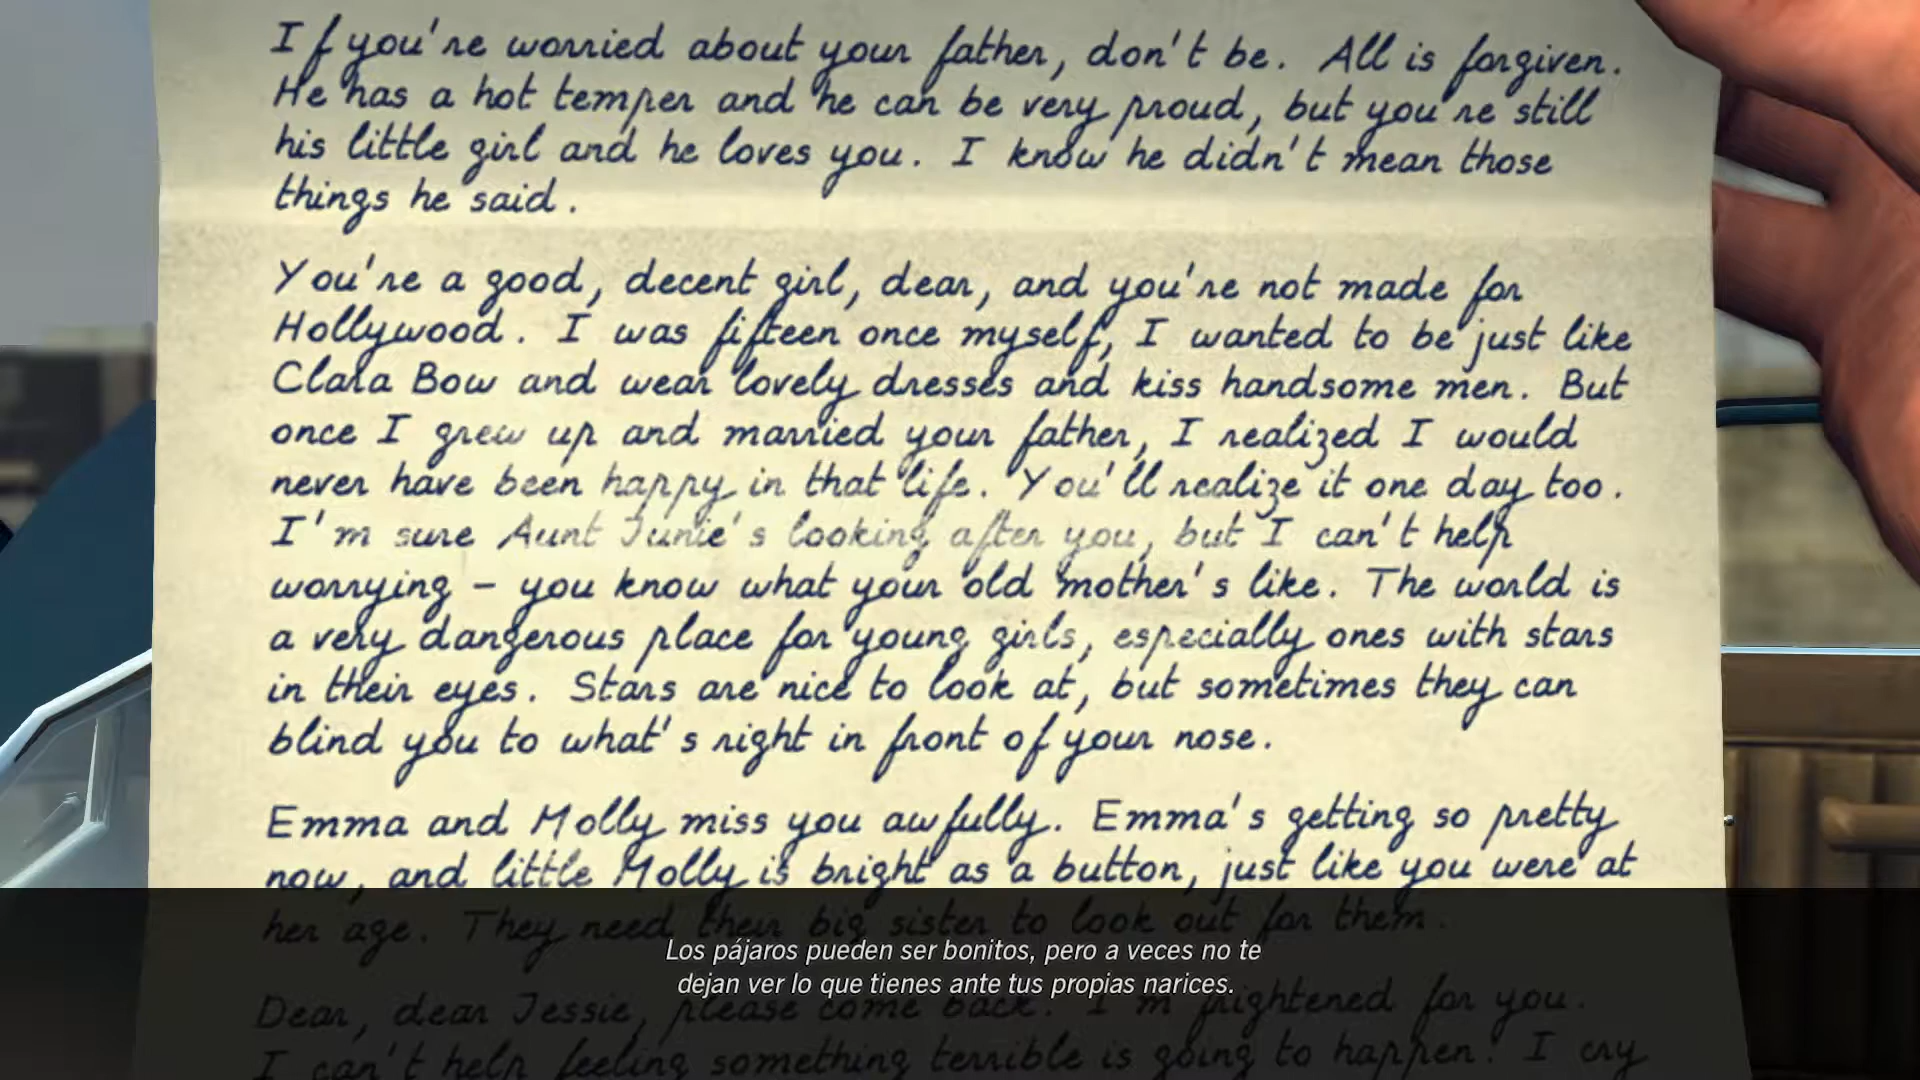 If you're worried about your father, don't be. All is forgiven.
He has a hot temper and he can be very proud, but you're still
his little girl and he loves you. I know he didn't mean those
things he said.
You're a good, decent girl, dear, and you're not made for
Hollywood. I was fifteen once myself, I wanted to be just like
Clara Bow and wear lovely dresses and kiss handsome men. But
once I grew up and married your father, I realized I would
never have been happy in that life. You'll realize it one day too.
I'm sure Aunt Junie's looking after you, but I can't help
worrying - you know what your old mother's like. The world is
a very dangerous place for young girls, especially ones with stars
in their eyes. Stars are nice to look at, but sometimes they can
blind you to what's right in front of your nose.
Emma and Molly miss you awfully. Emma's getting so pretty
now, and little Molly is bright as a button, just like you were at
her age. They need their big sister to look out for them.
Los pájaros pueden ser bonitos, pero a veces no te
dejan ver lo que tienes ante tus propias narices.
Dear, dear Jessie, please come back. I'm frightened for you.
I can't help feeling something terrible is going to happen. I cry